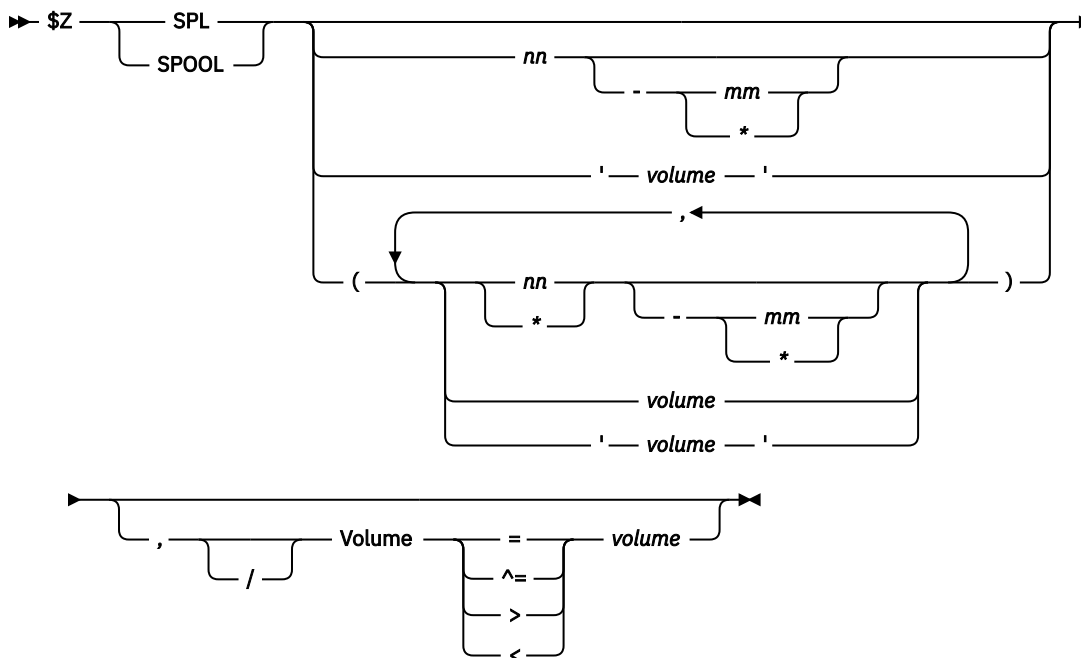 $Z SPL
SPOOL
nn
- mm
*
' volume '
,
( nn )
* - mm
*
volume
' volume '
, Volume = volume
/ ^=
>
<